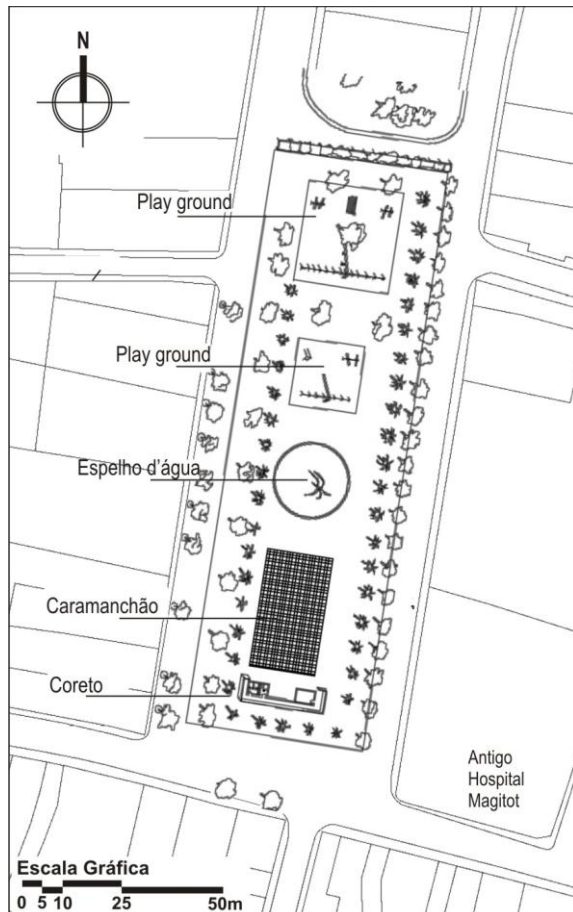 N
Play ground
Play ground
Espelho d'água
Caramanchão
Coreto
Antigo
Hospital
Magitot
Escala Gráfica
0 5 10 25 50m